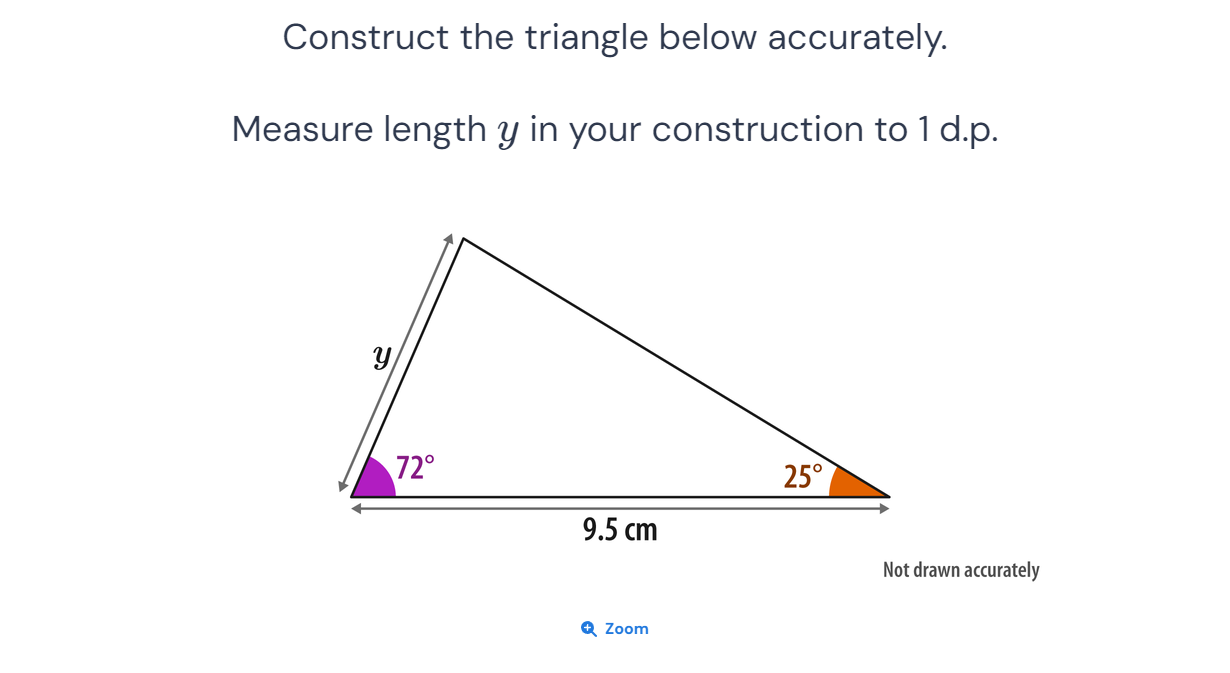 Construct the triangle below accurately.
Measure length y in your construction to 1 d.p.
y
72°
25°
9.5 cm
Not drawn accurately
Zoom